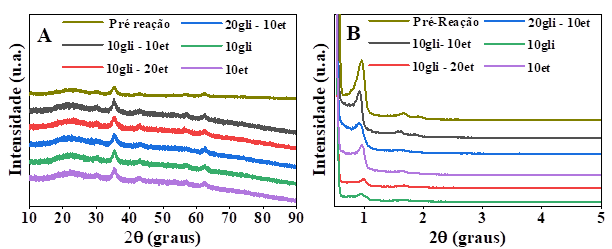 A
Pré reação
20gli - 10et
10gli - 10et
10gli
10gli - 20et
10et
Intensidade (u.a.)
10 20 30 40 50 60 70 80 90
2θ (graus)
B
Pré-Reação
20gli - 10et
10gli- 10et
10gli
10gli - 20et
10et
Intensidade (u.a.)
1 2 3 4 5
2θ (graus)